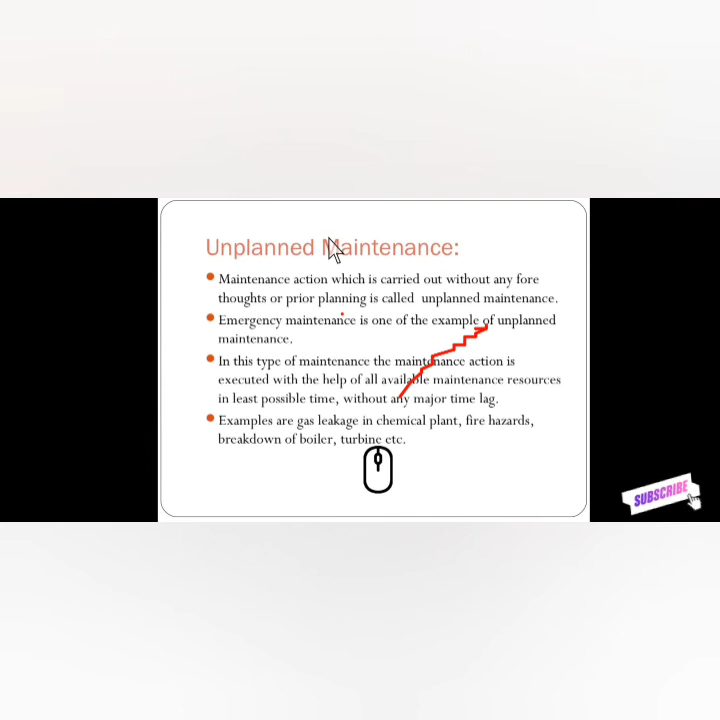 Unplanned Maintenance:
Maintenance action which is carried out without any fore
thoughts or prior planning is called unplanned maintenance.
Emergency maintenance is one of the example of unplanned
maintenance.
In this type of maintenance the maintenance action is
executed with the help of all available maintenance resources
in least possible time, without any major time lag.
Examples are gas leakage in chemical plant, fire hazards,
breakdown of boiler, turbine etc.
SUBSCRIBE